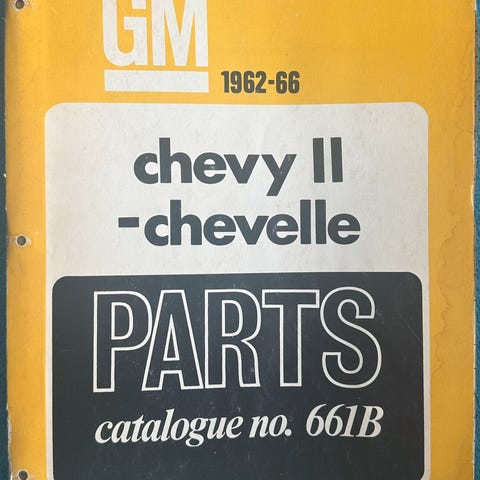 GM
1962-66
chevy II
-chevelle
PARTS
catalogue no. 661B